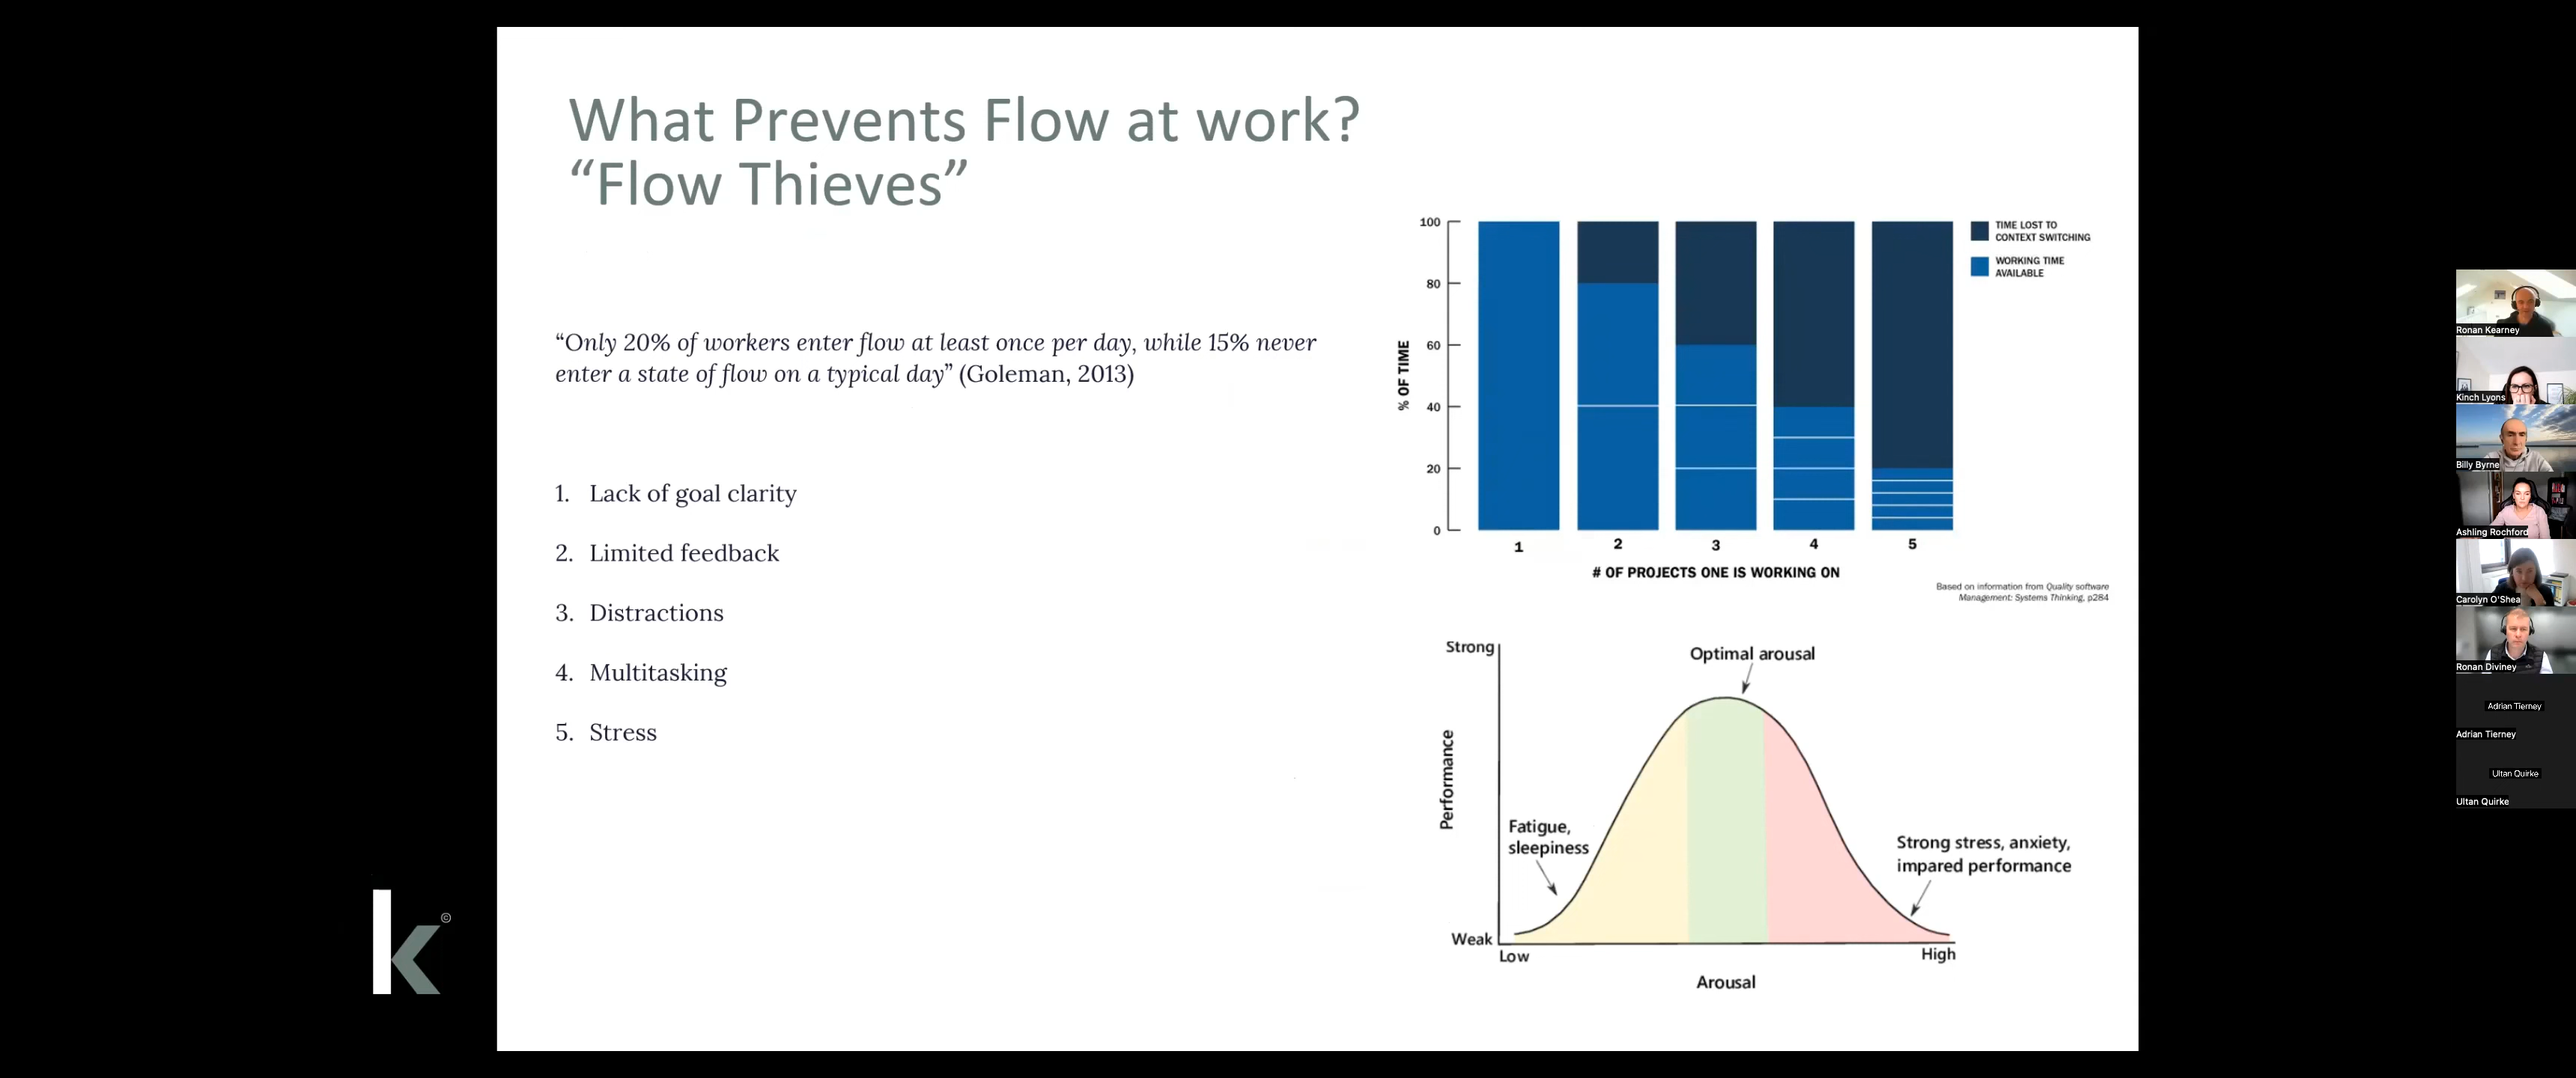 What Prevents Flow at work?
“Flow Thieves”
“Only 20% of workers enter flow at least once per day, while 15% never
enter a state of flow on a typical day” (Goleman, 2013)
1. Lack of goal clarity
2. Limited feedback
3. Distractions
4. Multitasking
5. Stress
100
80
60
40
20
0
% OF TIME
1 2 3 4 5
# OF PROJECTS ONE IS WORKING ON
TIME LOST TO
CONTEXT SWITCHING
WORKING TIME
AVAILABLE
Based on information from Quality software
Management: Systems Thinking, p284
Strong
Optimal arousal
Performance
Fatigue,
sleepiness
Strong stress, anxiety,
impared performance
Weak
Low
High
Arousal
k©
Ronan Kearney
Kinch Lyons
Billy Byrne
Ashling Rochford
Carolyn O'Shea
Ronan Diviney
Adrian Tierney
Adrian Tierney
Ultan Quirke
Ultan Quirke